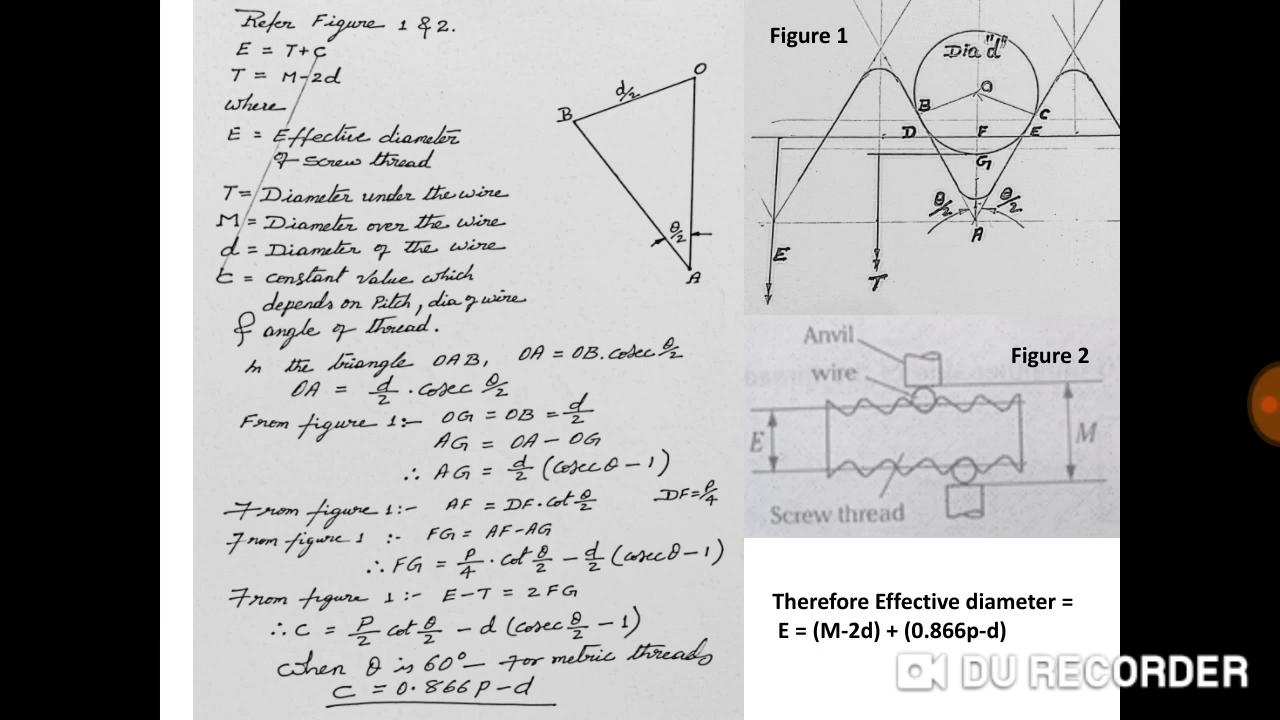 Refer Figure 1 & 2.
E = T+C
T = M-2d
where
E = Effective diameter
of screw thread
T= Diameter under the wire
M = Diameter over the wire
d = Diameter of the wire
C = constant value which
depends on Pitch, dia of wire
& angle of thread.
In the triangle OAB, OA = OB. cosec θ/2
OA = d/2 . cosec θ/2
From figure 1:- OG = OB = d/2
AG = OA - OG
∴ AG = d/2 (cosec θ - 1)
From figure 1:- AF = DF. cot θ/2 DF = P/4
From figure 1 :- FG = AF-AG
∴ FG = P/4 . cot θ/2 - d/2 (cosec θ - 1)
From figure 1:- E-T = 2FG
∴ C = P/2 cot θ/2 - d (cosec θ/2 - 1)
When θ is 60° - For metric threads
C = 0.866 P-d
O
d/2
B
θ/2
A
Figure 1
Dia "d"
O
B
C
D
F
E
G
θ/2
θ/2
A
E
T
Figure 2
Anvil
wire
E
M
Screw thread
Therefore Effective diameter =
E = (M-2d) + (0.866p-d)
DU RECORDER